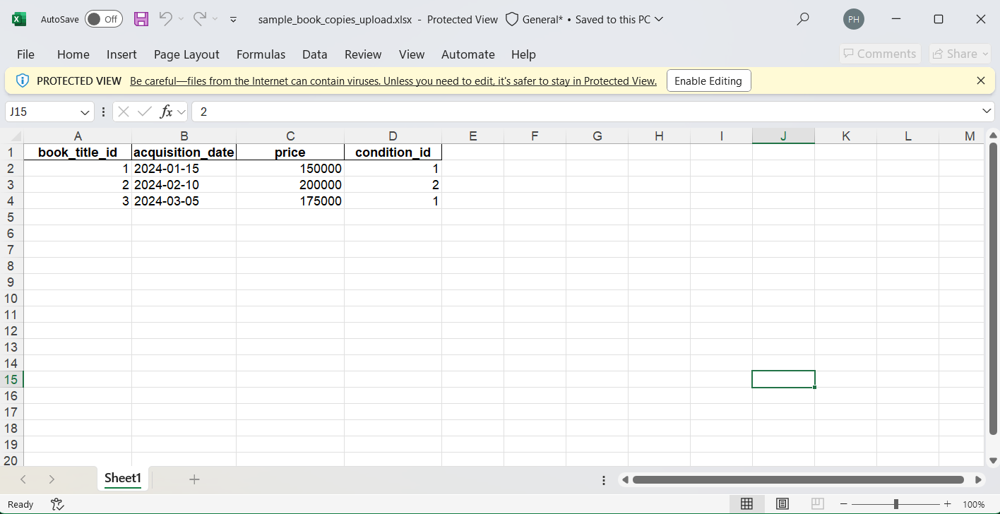 AutoSave Off sample_book_copies_upload.xlsx - Protected View General* • Saved to this PC PH
File Home Insert Page Layout Formulas Data Review View Automate Help Comments Share
PROTECTED VIEW Be careful—files from the Internet can contain viruses. Unless you need to edit, it's safer to stay in Protected View. Enable Editing
J15 fx 2
A B C D E F G H I J K L M
1 book_title_id acquisition_date price condition_id
2 1 2024-01-15 150000 1
3 2 2024-02-10 200000 2
4 3 2024-03-05 175000 1
5
6
7
8
9
10
11
12
13
14
15
16
17
18
19
20
Sheet1
Ready 100%